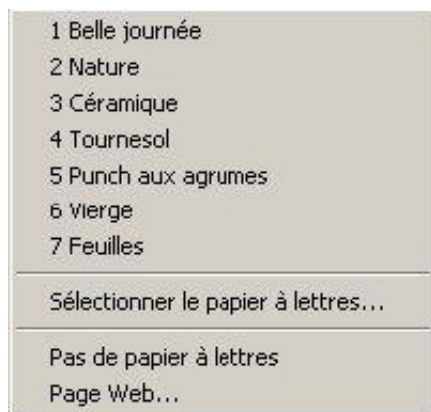 1 Belle journée
2 Nature
3 Céramique
4 Tournesol
5 Punch aux agrumes
6 Vierge
7 Feuilles
Sélectionner le papier à lettres...
Pas de papier à lettres
Page Web...